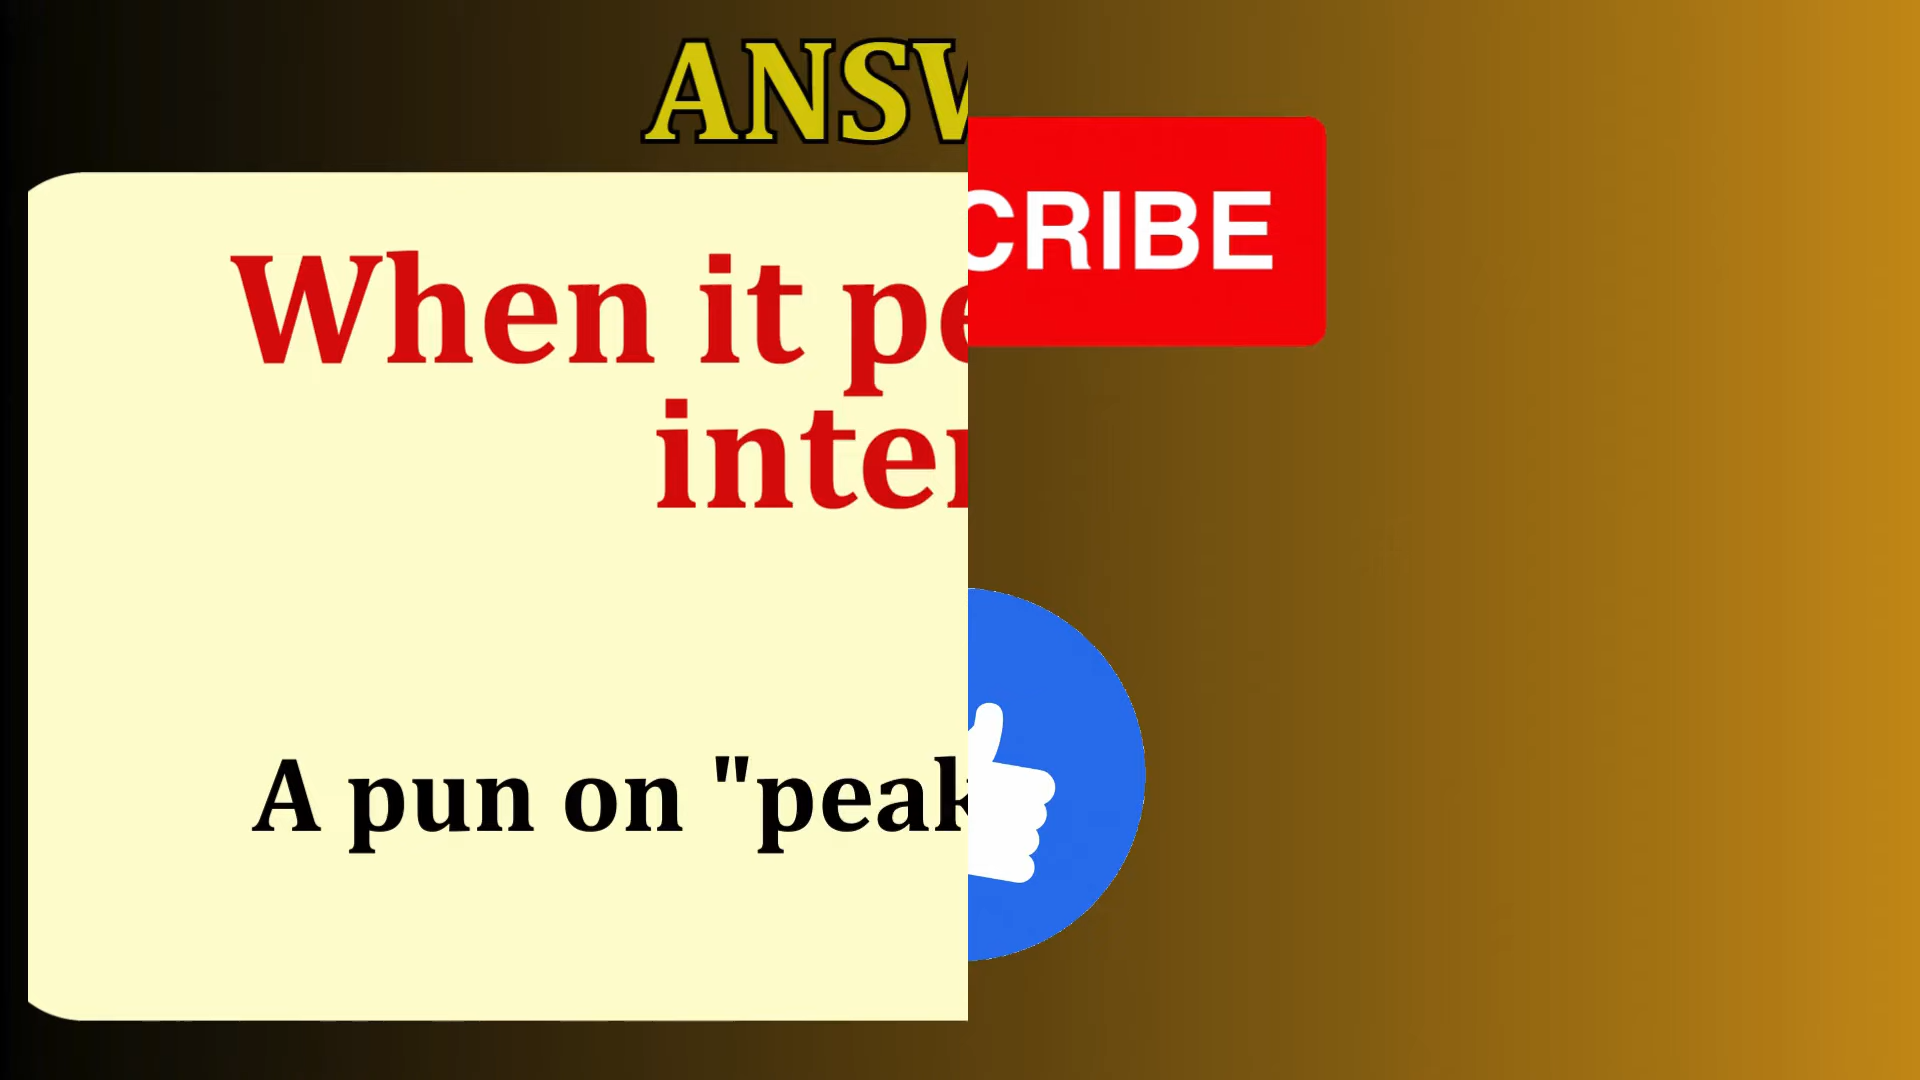 ANSW
CRIBE
When it pe
inter
A pun on "peak